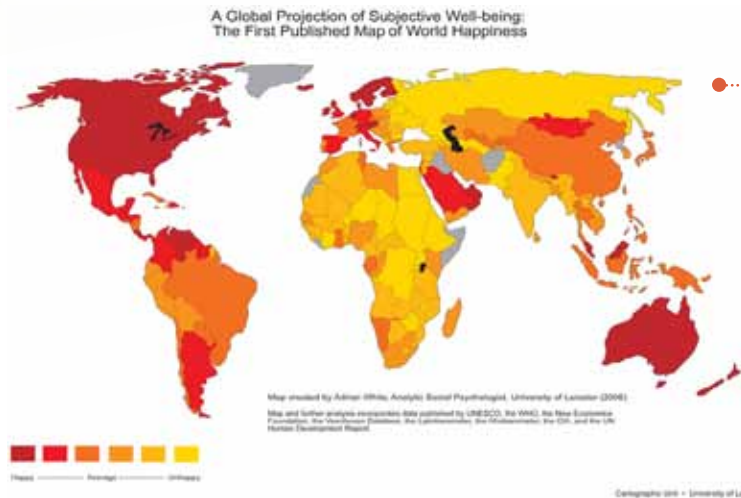 A Global Projection of Subjective Well-being:
The First Published Map of World Happiness
Map created by Adrian White, Analytic Social Psychologist, University of Leicester (2006)
Map and further analysis incorporates data published by UNESCO, the WHO, the New Economics
Foundation, the Veenhoven Database, the Latinbarometer, the Afrobarometer, the CIA, and the UN
Human Development Report
Happy Average Unhappy
Cartographic Unit • University of